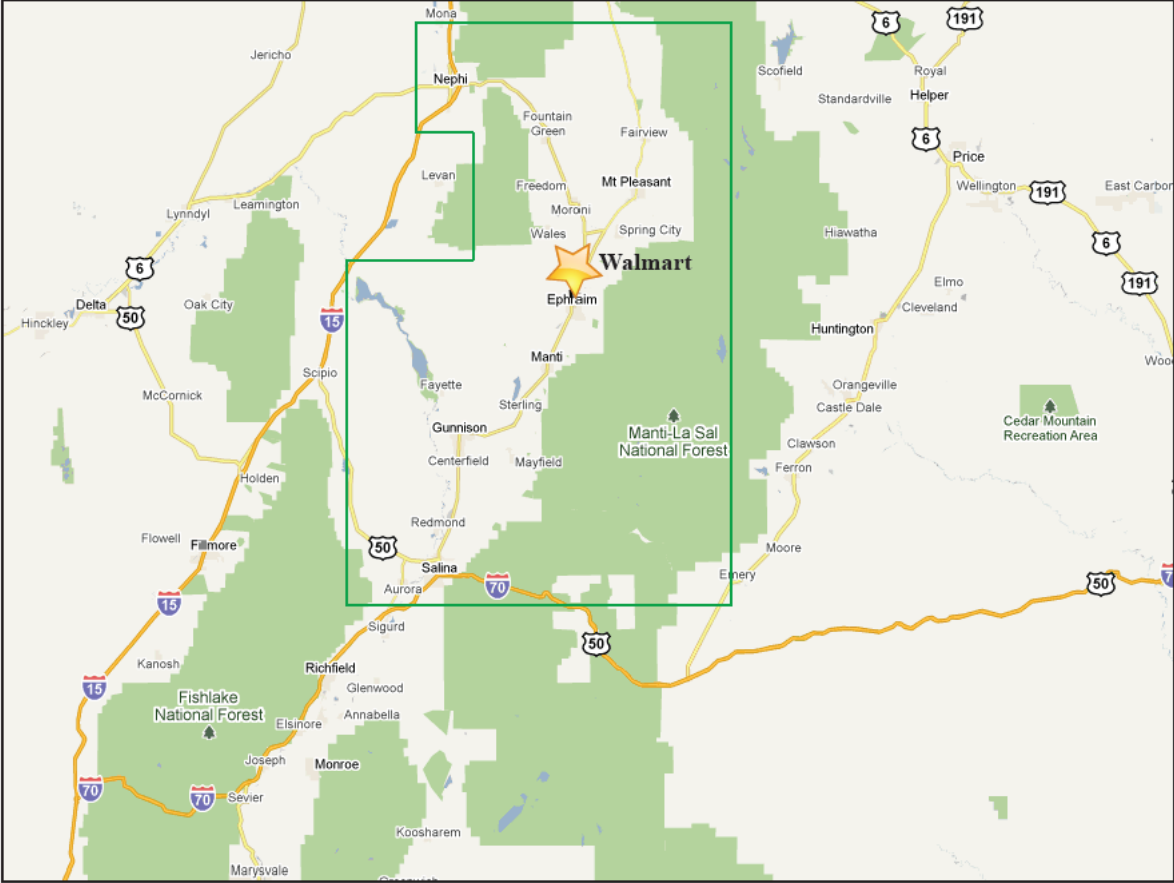 Mona
6
191
Jericho
Scofield
Royal
Nephi
Helper
Standardville
Fountain
Green
Fairview
6
Price
Levan
Freedom
Mt Pleasant
Wellington
191
East Carbon
Leamington
Lynndyl
Moroni
Wales
Spring City
Hiawatha
6
Walmart
6
191
Elmo
Oak City
Ephraim
Delta
Cleveland
50
Hinckley
15
Huntington
Manti
Scipio
Fayette
Orangeville
McCormick
Sterling
Castle Dale
Gunnison
Manti-La Sal
National Forest
Cedar Mountain
Recreation Area
Clawson
Centerfield
Mayfield
Ferron
Holden
Redmond
Flowell
Fillmore
50
Moore
Salina
Emery
70
50
Aurora
15
Sigurd
50
Kanosh
Richfield
15
Glenwood
Fishlake
National Forest
Annabella
Elsinore
Joseph
Monroe
70
70
Sevier
Koosharem
Marysvale